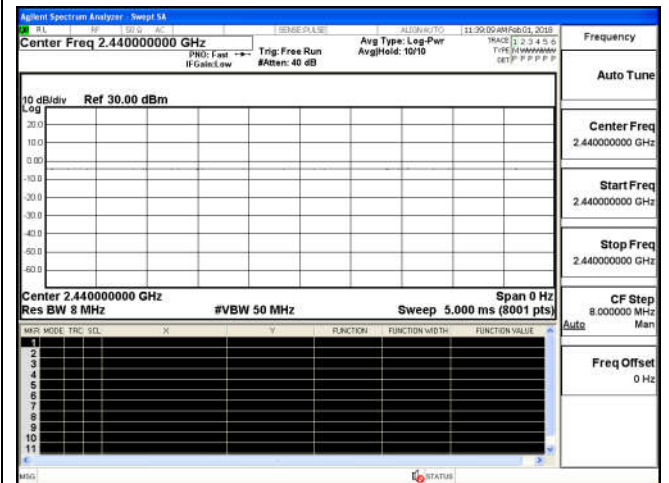 Agilent Spectrum Analyzer - Swept SA
RL RF 50 Ω AC SENSE:PULSE ALIGN AUTO 11:39:09 AM Feb 01, 2018
Center Freq 2.440000000 GHz
PNO: Fast
IFGain:Low
Trig: Free Run
#Atten: 40 dB
Avg Type: Log-Pwr
Avg|Hold: 10/10
TRACE 1 2 3 4 5 6
TYPE
DET P P P P P P
Frequency
Auto Tune
10 dB/div Ref 30.00 dBm
Log
20.0
10.0
0.00
-10.0
-20.0
-30.0
-40.0
-50.0
-60.0
Center Freq
2.440000000 GHz
Start Freq
2.440000000 GHz
Stop Freq
2.440000000 GHz
Center 2.440000000 GHz Span 0 Hz
Res BW 8 MHz #VBW 50 MHz Sweep 5.000 ms (8001 pts)
CF Step
8.000000 MHz
Auto Man
MKR MODE TRC SCL X Y FUNCTION FUNCTION WIDTH FUNCTION VALUE
1
2
3
4
5
6
7
8
9
10
11
Freq Offset
0 Hz
MSG STATUS